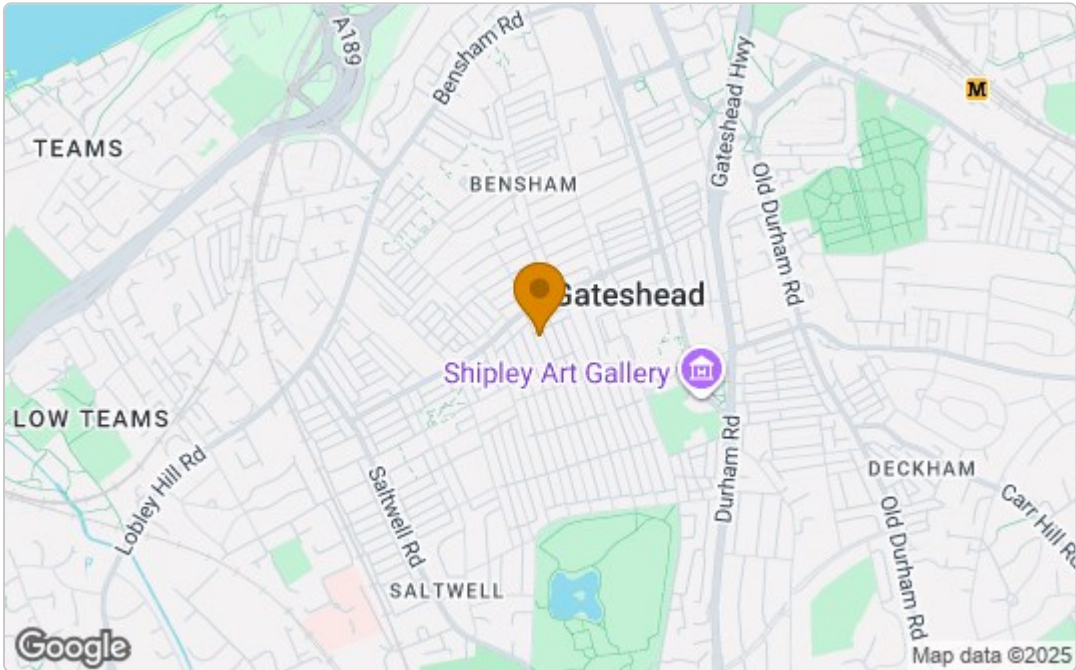 A189
Bensham Rd
Gateshead Hwy
M
TEAMS
BENSHAM
Old Durham Rd
Gateshead
Shipley Art Gallery
LOW TEAMS
Lobley Hill Rd
Saltwell Rd
Durham Rd
DECKHAM
Carr Hill Rd
Old Durham Rd
SALTWELL
Google
Map data ©2025